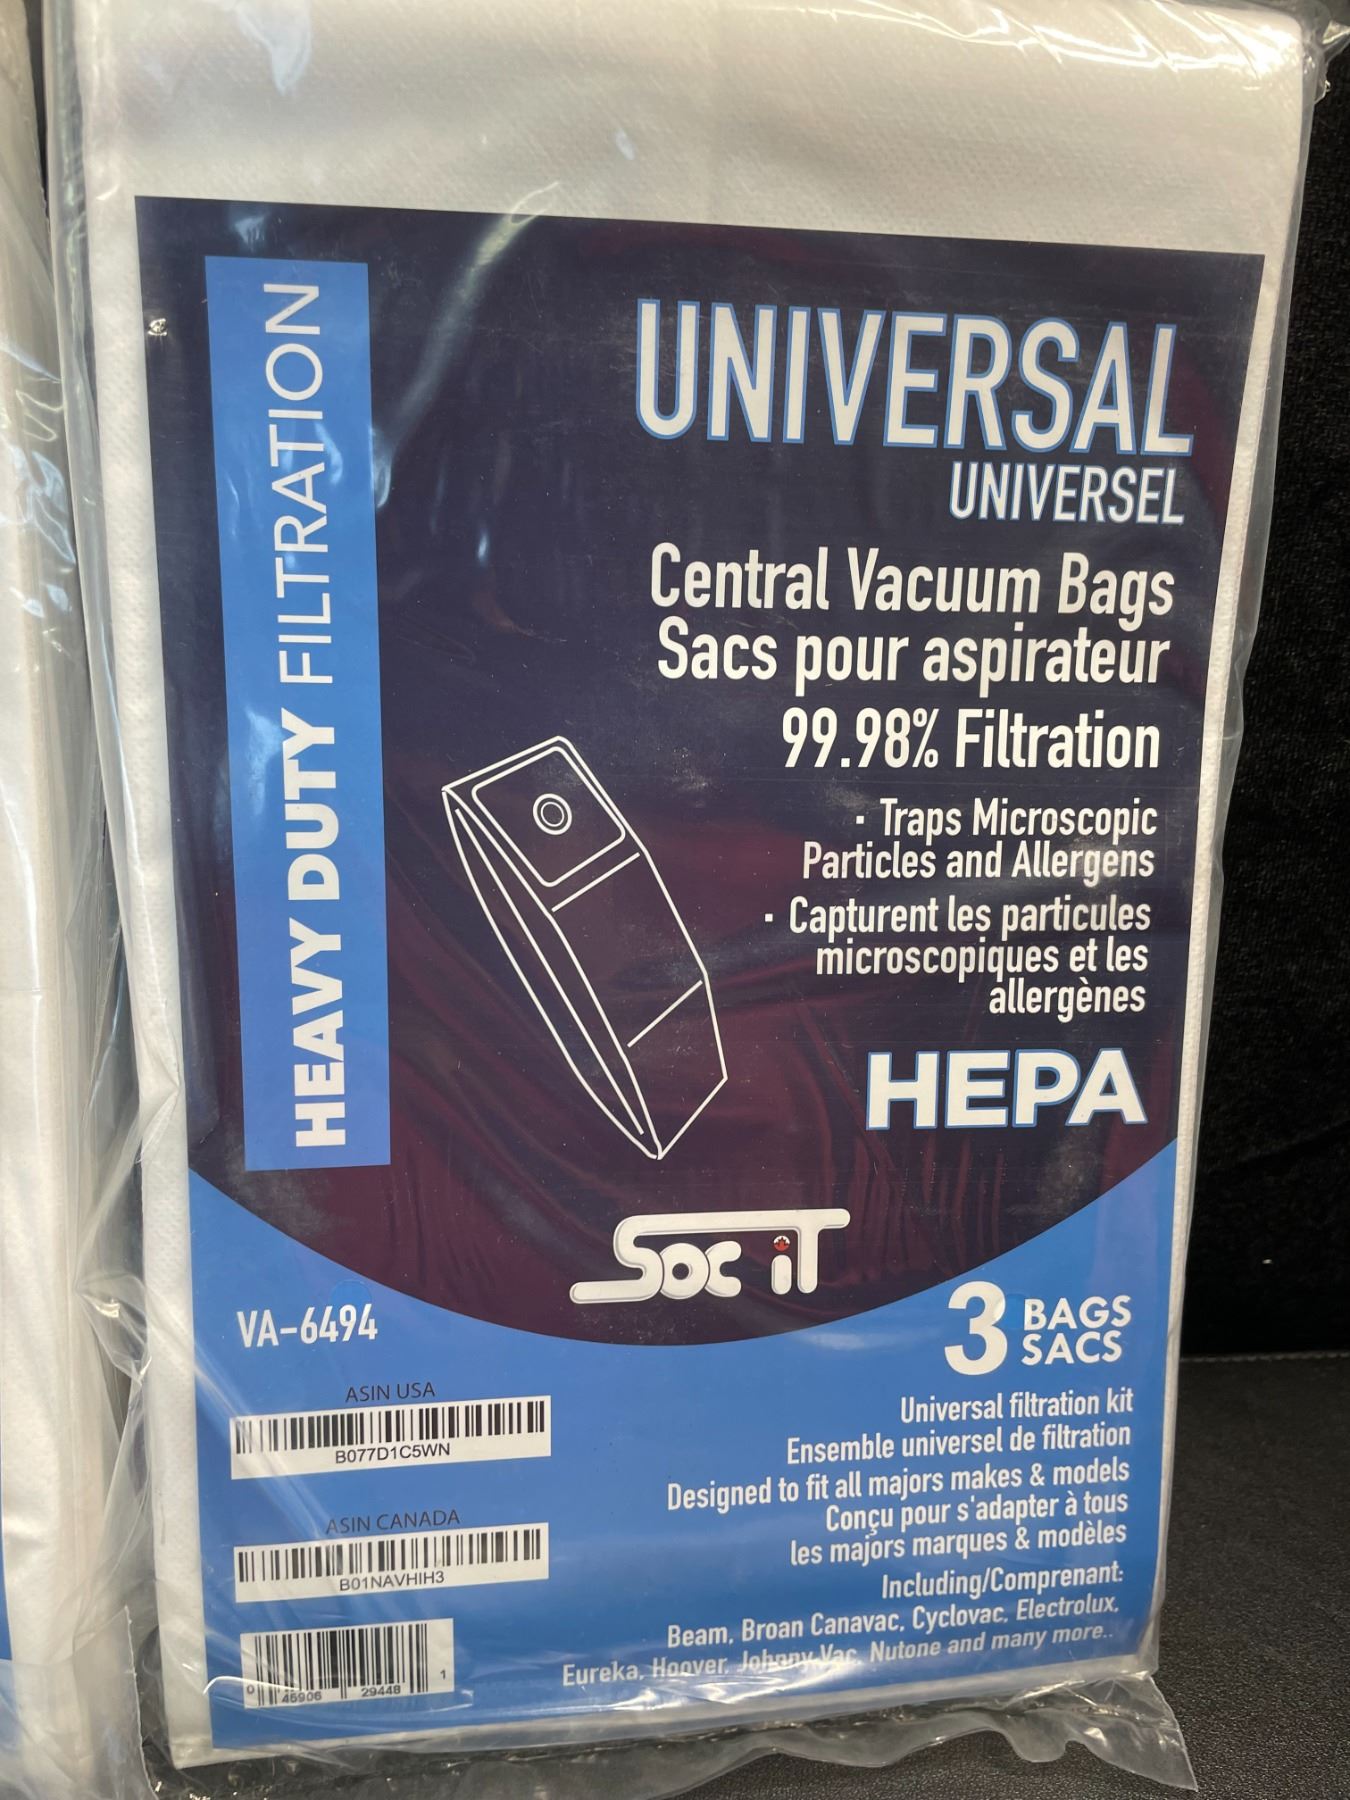 HEAVY DUTY FILTRATION
UNIVERSAL
UNIVERSEL
Central Vacuum Bags
Sacs pour aspirateur
99.98% Filtration
· Traps Microscopic
Particles and Allergens
· Capturent les particules
microscopiques et les
allergènes
HEPA
Soc iT
VA-6494
3 BAGS
SACS
ASIN USA
B077D1C5WN
ASIN CANADA
B01NAVHIH3
0 46906 29448 1
Universal filtration kit
Ensemble universel de filtration
Designed to fit all majors makes & models
Conçu pour s'adapter à tous
les majors marques & modèles
Including/Comprenant:
Beam, Broan Canavac, Cyclovac, Electrolux,
Eureka, Hoover, Johnny Vac, Nutone and many more..